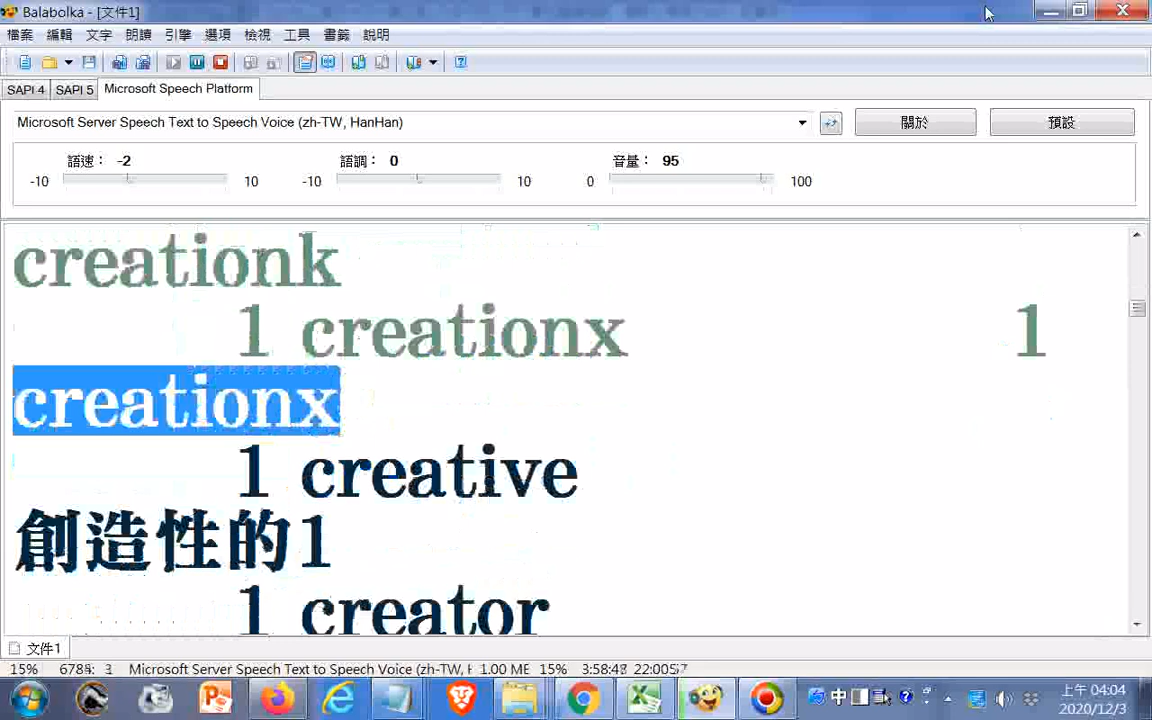 Balabolka - [文件1]
檔案 編輯 文字 朗讀 引擎 選項 檢視 工具 書籤 說明
SAPI 4 SAPI 5 Microsoft Speech Platform
Microsoft Server Speech Text to Speech Voice (zh-TW, HanHan) 關於 預設
語速： -2 語調： 0 音量： 95
-10 10 -10 10 0 100
creationk
1 creationx 1
creationx
1 creative
創造性的1
1 creator
文件1
15% Microsoft Server Speech Text to Speech Voice (zh-TW, 1.00 ME 15%
中 上午 04:04
2020/12/3